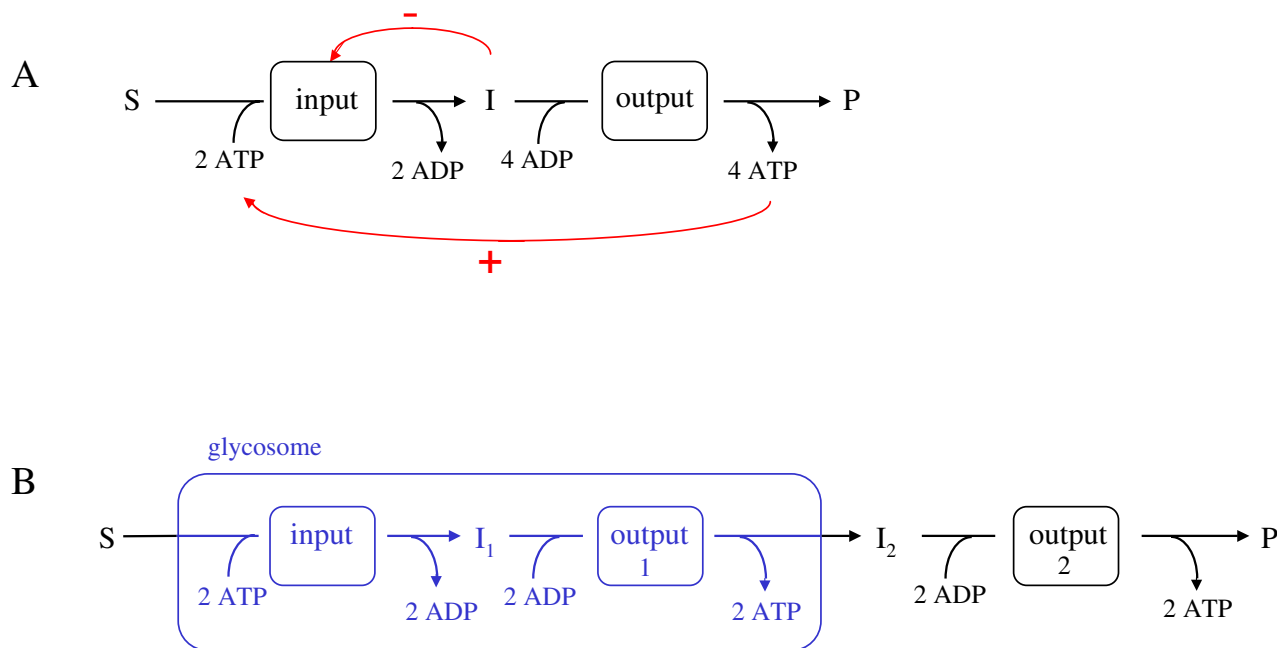 -
A
S
input
I
output
P
2 ATP
2 ADP
4 ADP
4 ATP
+
glycosome
B
S
input
I₁
output
1
I₂
output
2
P
2 ATP
2 ADP
2 ADP
2 ATP
2 ADP
2 ATP